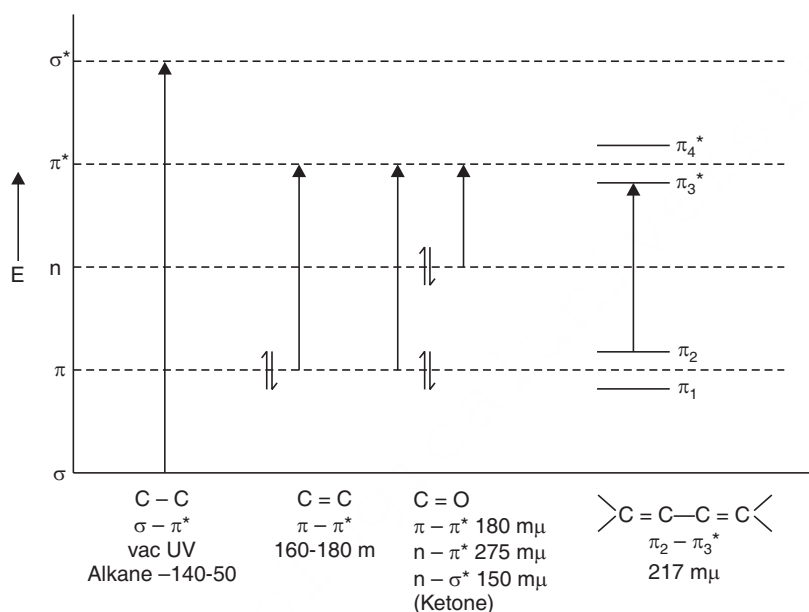 σ*
π*
E
n
π
σ
π₄*
π₃*
π₂
π₁
C – C
σ – π*
vac UV
Alkane –140-50
C = C
π – π*
160-180 m
C = O
π – π* 180 mμ
n – π* 275 mμ
n – σ* 150 mμ
(Ketone)
C = C—C = C
π₂ – π₃*
217 mμ